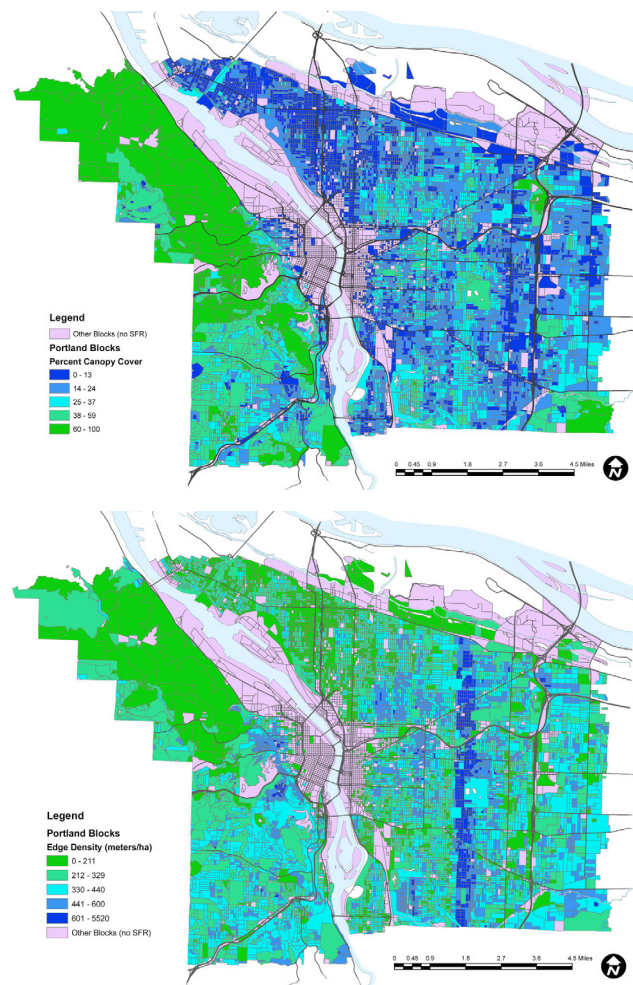 Legend
Other Blocks (no SFR)
Portland Blocks
Percent Canopy Cover
0 - 13
14 - 24
25 - 37
38 - 59
60 - 100
0 0.45 0.9 1.8 2.7 3.6 4.5 Miles
N
Legend
Portland Blocks
Edge Density (meters/ha)
0 - 211
212 - 329
330 - 440
441 - 600
601 - 5520
Other Blocks (no SFR)
0 0.45 0.9 1.8 2.7 3.6 4.5 Miles
N